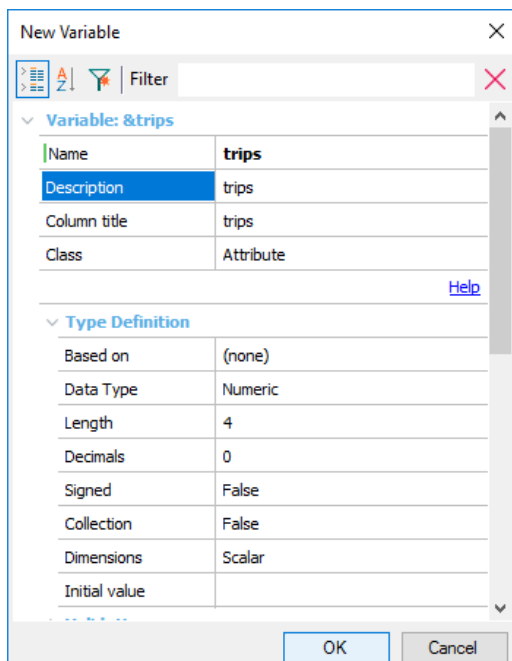 New Variable
Filter
Variable: &trips
Name trips
Description trips
Column title trips
Class Attribute
Help
Type Definition
Based on (none)
Data Type Numeric
Length 4
Decimals 0
Signed False
Collection False
Dimensions Scalar
Initial value
OK Cancel